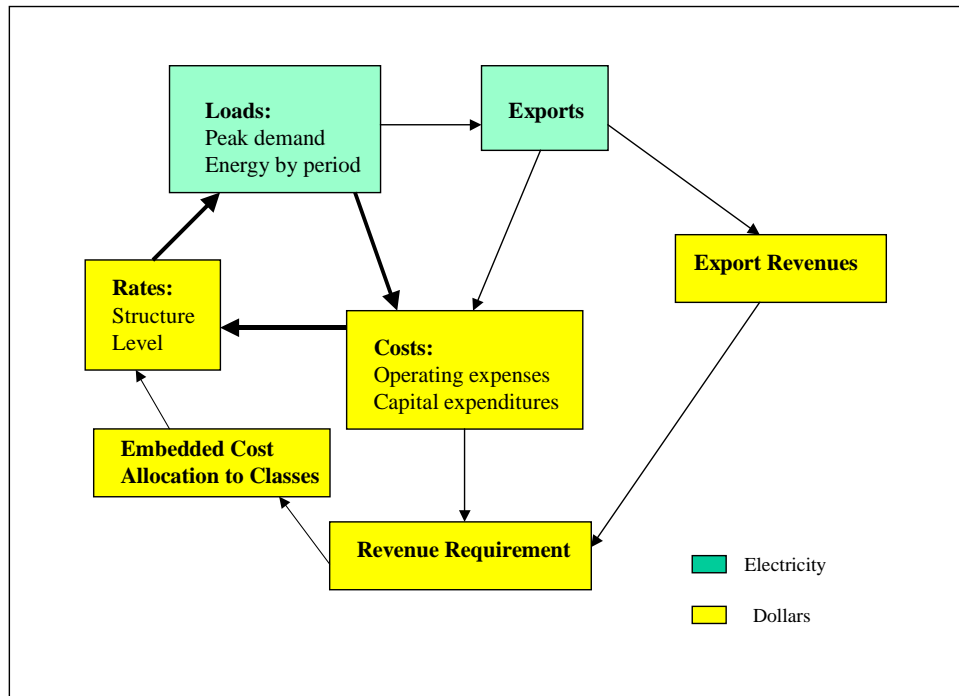 Loads:
Peak demand
Energy by period
Exports
Export Revenues
Rates:
Structure
Level
Costs:
Operating expenses
Capital expenditures
Embedded Cost
Allocation to Classes
Revenue Requirement
Electricity
Dollars